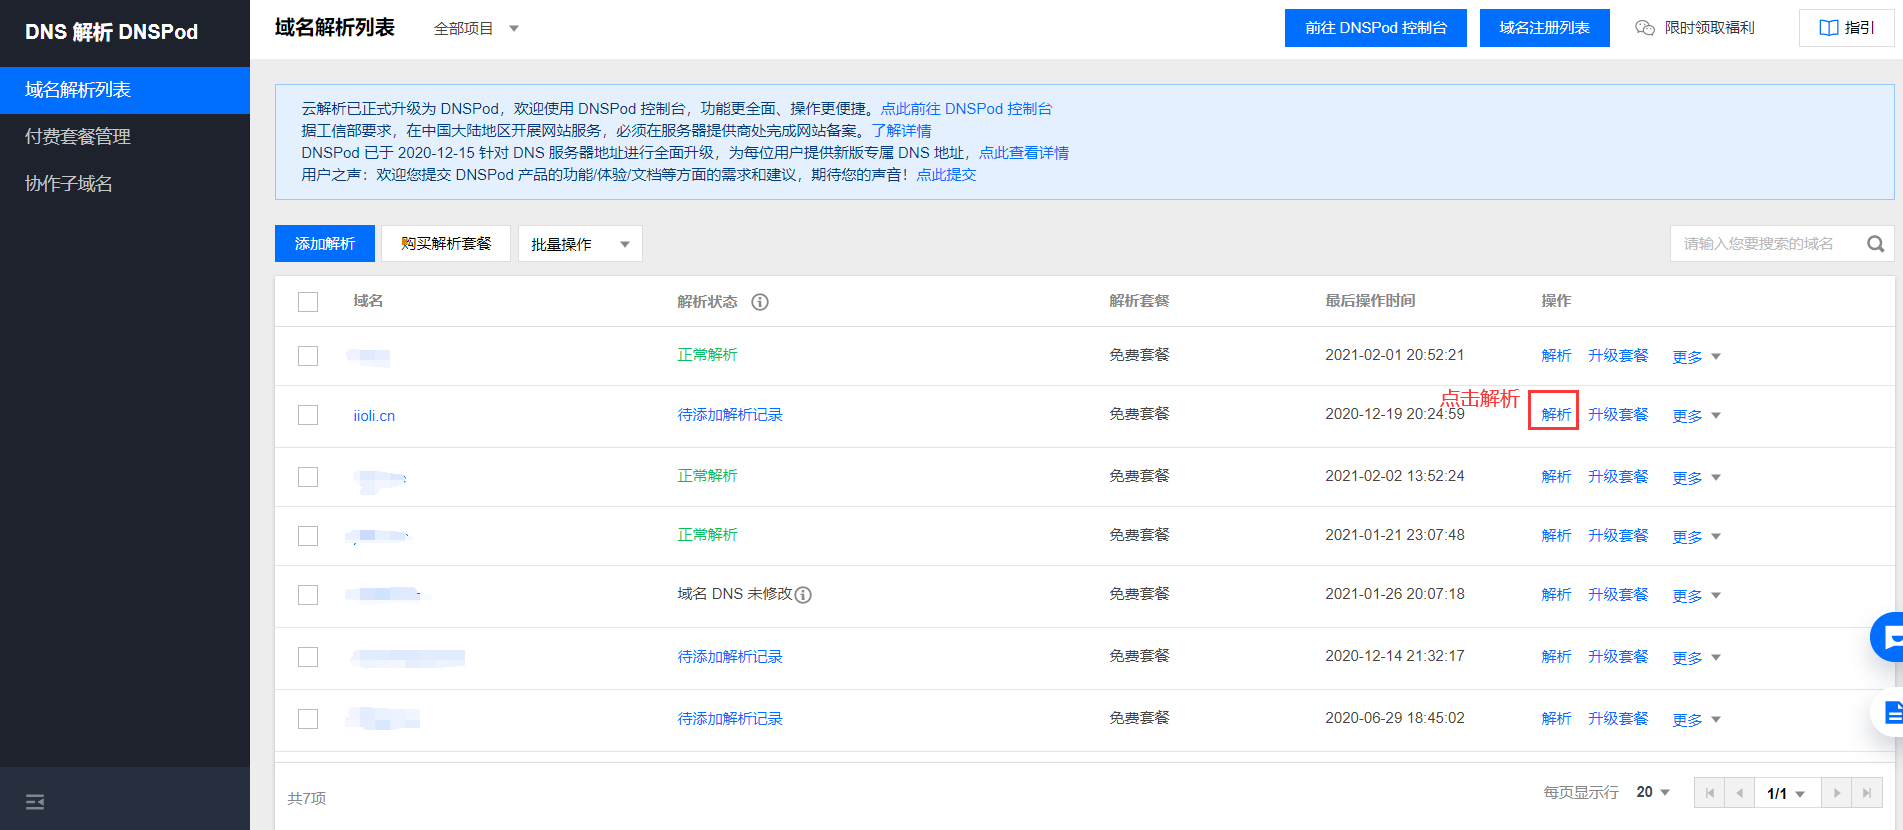 DNS 解析 DNSPod
域名解析列表
付费套餐管理
协作子域名
域名解析列表 全部项目
前往 DNSPod 控制台 域名注册列表 限时领取福利 指引
云解析已正式升级为 DNSPod，欢迎使用 DNSPod 控制台，功能更全面、操作更便捷。点此前往 DNSPod 控制台
据工信部要求，在中国大陆地区开展网站服务，必须在服务器提供商处完成网站备案。了解详情
DNSPod 已于 2020-12-15 针对 DNS 服务器地址进行全面升级，为每位用户提供新版专属 DNS 地址，点此查看详情
用户之声：欢迎您提交 DNSPod 产品的功能/体验/文档等方面的需求和建议，期待您的声音！点此提交
添加解析 购买解析套餐 批量操作 请输入您要搜索的域名
域名 解析状态 解析套餐 最后操作时间 操作
正常解析 免费套餐 2021-02-01 20:52:21 解析 升级套餐 更多
点击解析
iioli.cn 待添加解析记录 免费套餐 2020-12-19 20:24:59 解析 升级套餐 更多
正常解析 免费套餐 2021-02-02 13:52:24 解析 升级套餐 更多
正常解析 免费套餐 2021-01-21 23:07:48 解析 升级套餐 更多
域名 DNS 未修改 免费套餐 2021-01-26 20:07:18 解析 升级套餐 更多
待添加解析记录 免费套餐 2020-12-14 21:32:17 解析 升级套餐 更多
待添加解析记录 免费套餐 2020-06-29 18:45:02 解析 升级套餐 更多
共7项 每页显示行 20 1/1